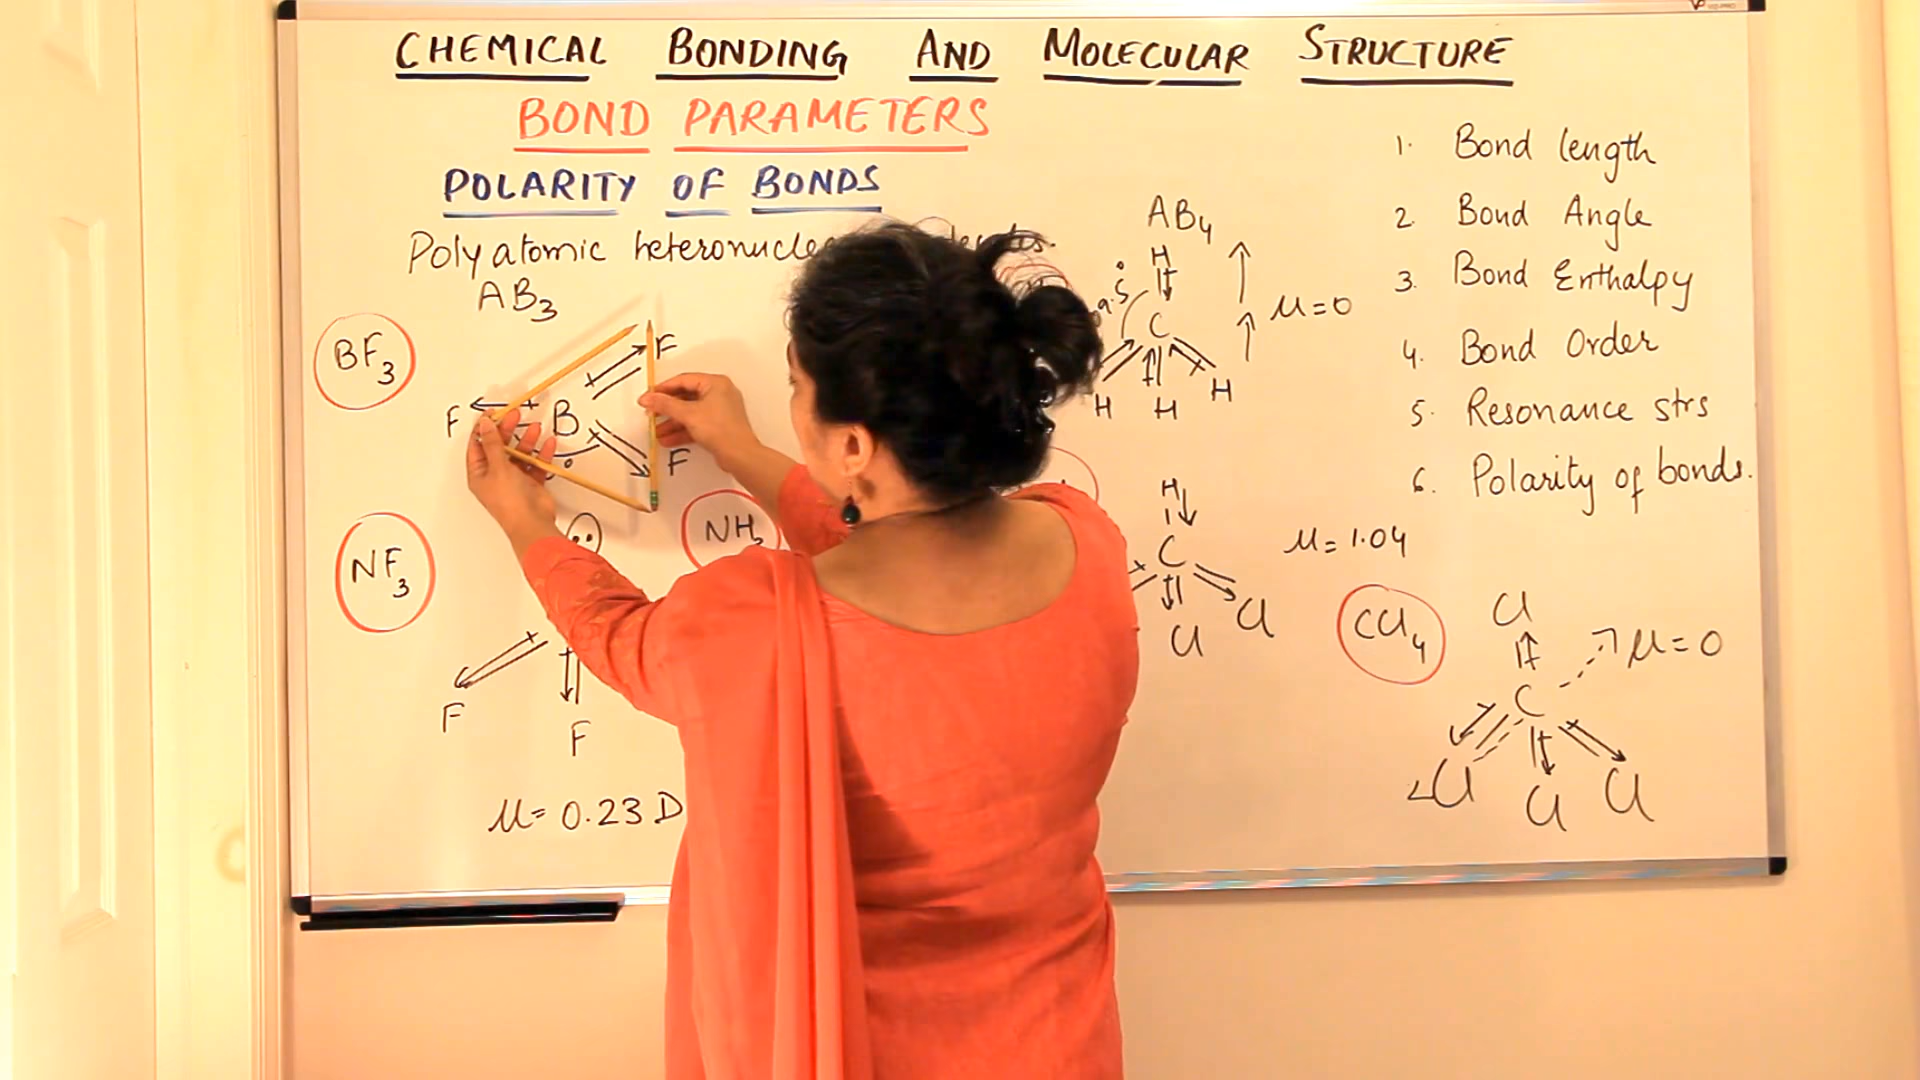 CHEMICAL BONDING AND MOLECULAR STRUCTURE
BOND PARAMETERS
POLARITY OF BONDS
Polyatomic
AB3
BF3
F
F
B
F
NF3
F
F
μ= 0.23 D
NH3
AB4
H
C
H H H
μ=0
H
C
Cl
Cl
μ= 1.04
CCl4
Cl
C
μ=0
Cl Cl Cl
1. Bond length
2 Bond Angle
3. Bond Enthalpy
4. Bond Order
5. Resonance strs
6. Polarity of bonds.